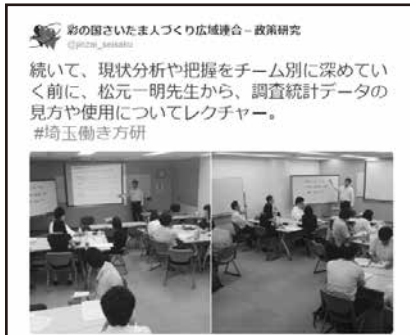 彩の国さいたま人づくり広域連合－政策研究
@jinzai_seisaku
続いて、現状分析や把握をチーム別に深めてい
く前に、松元一明先生から、調査統計データの
見方や使用についてレクチャー。
#埼玉働き方研